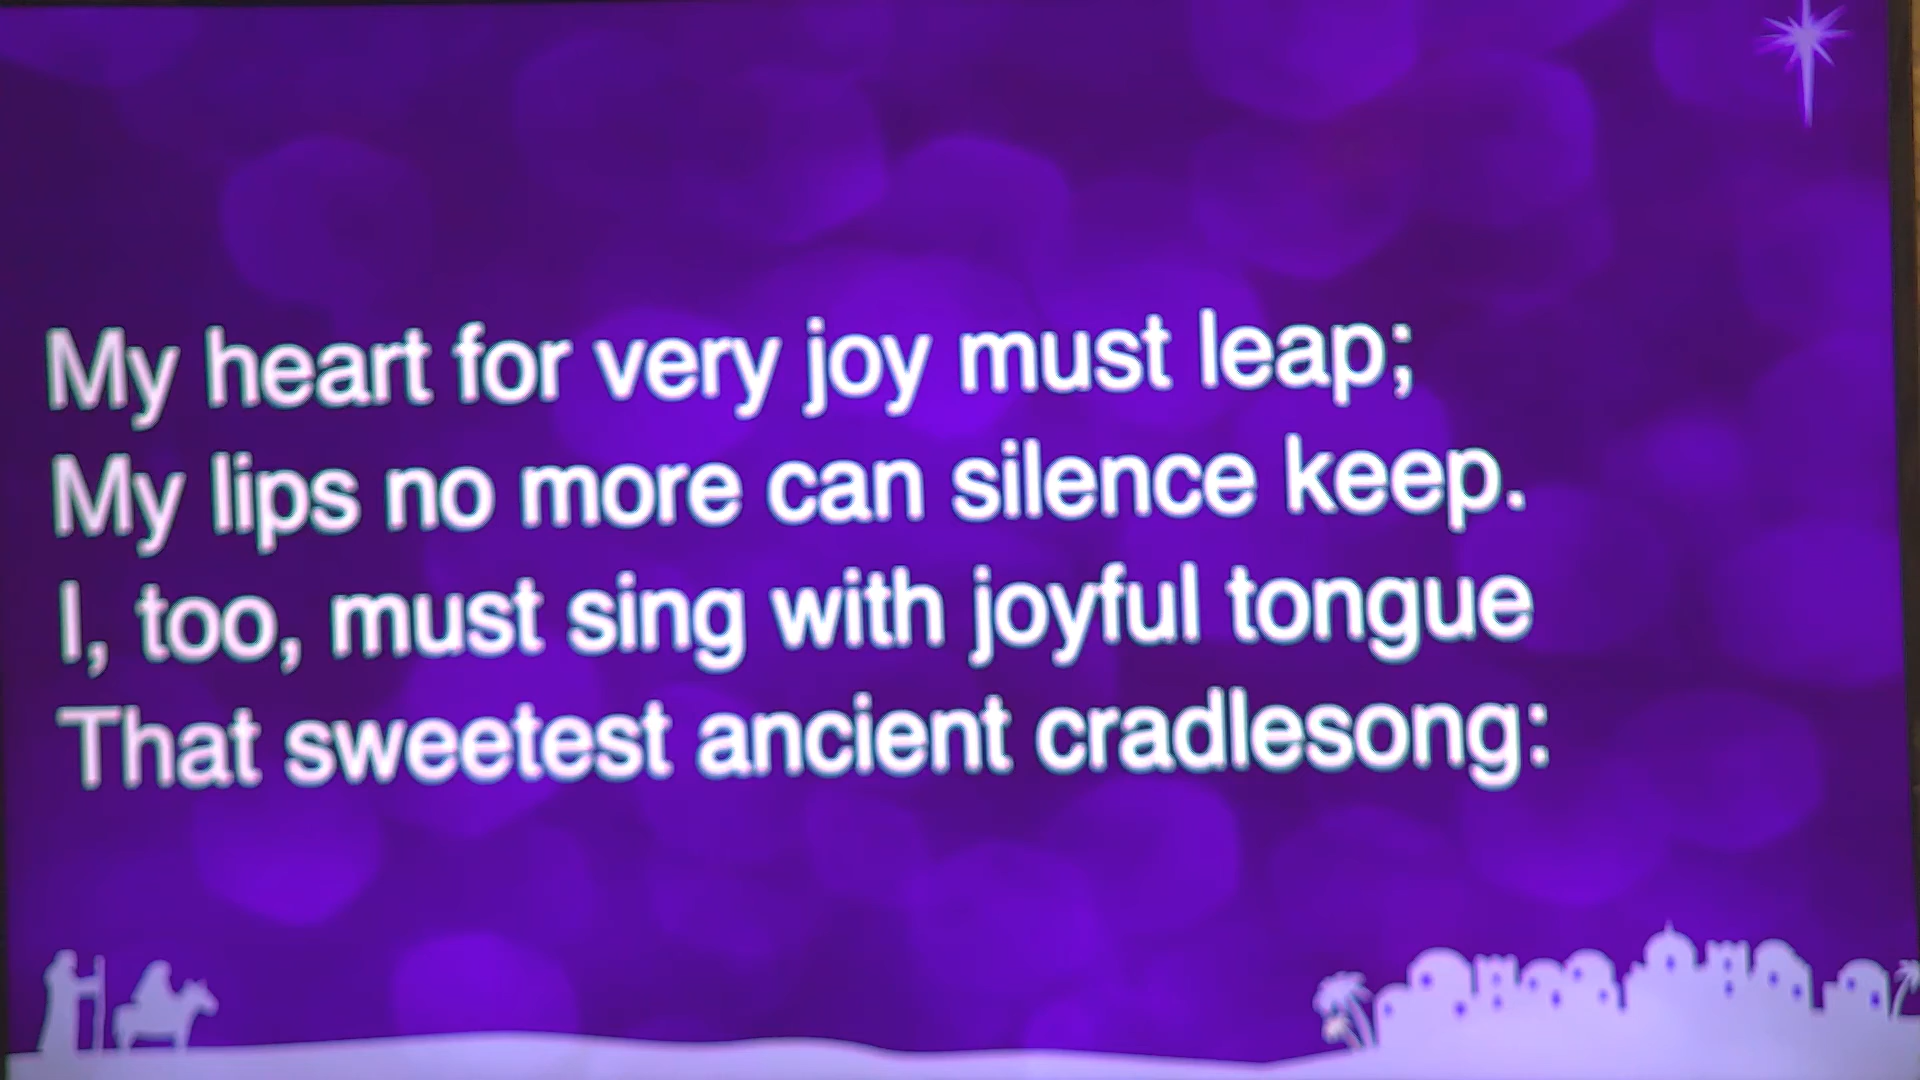 My heart for very joy must leap;
My lips no more can silence keep.
I, too, must sing with joyful tongue
That sweetest ancient cradlesong: